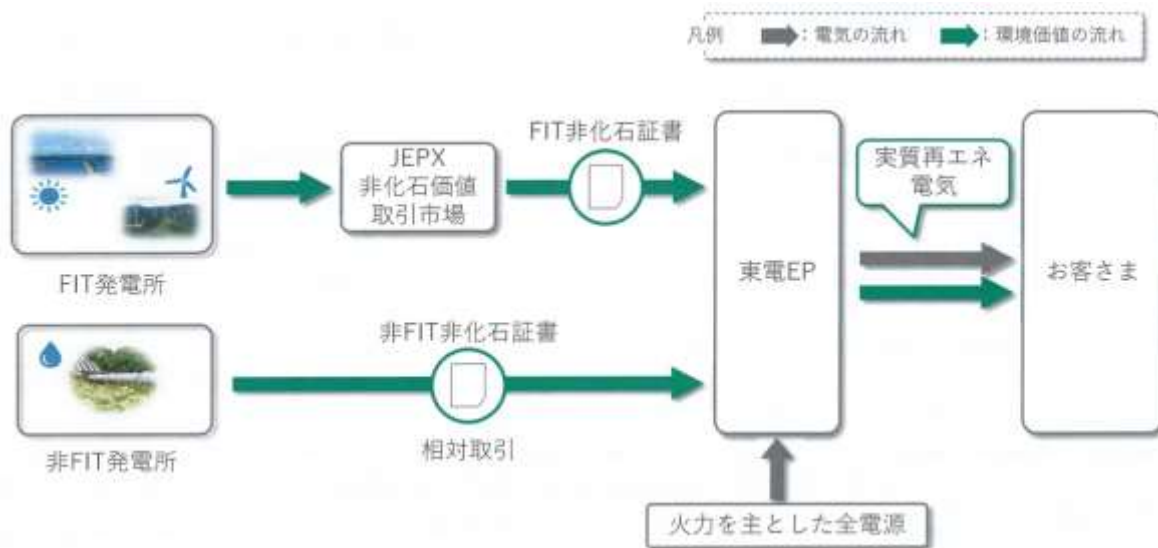 凡例 ：電気の流れ ：環境価値の流れ
FIT非化石証書
JEPX
非化石価値
取引市場
実質再エネ
電気
FIT発電所
東電EP
お客さま
非FIT非化石証書
非FIT発電所
相対取引
火力を主とした全電源